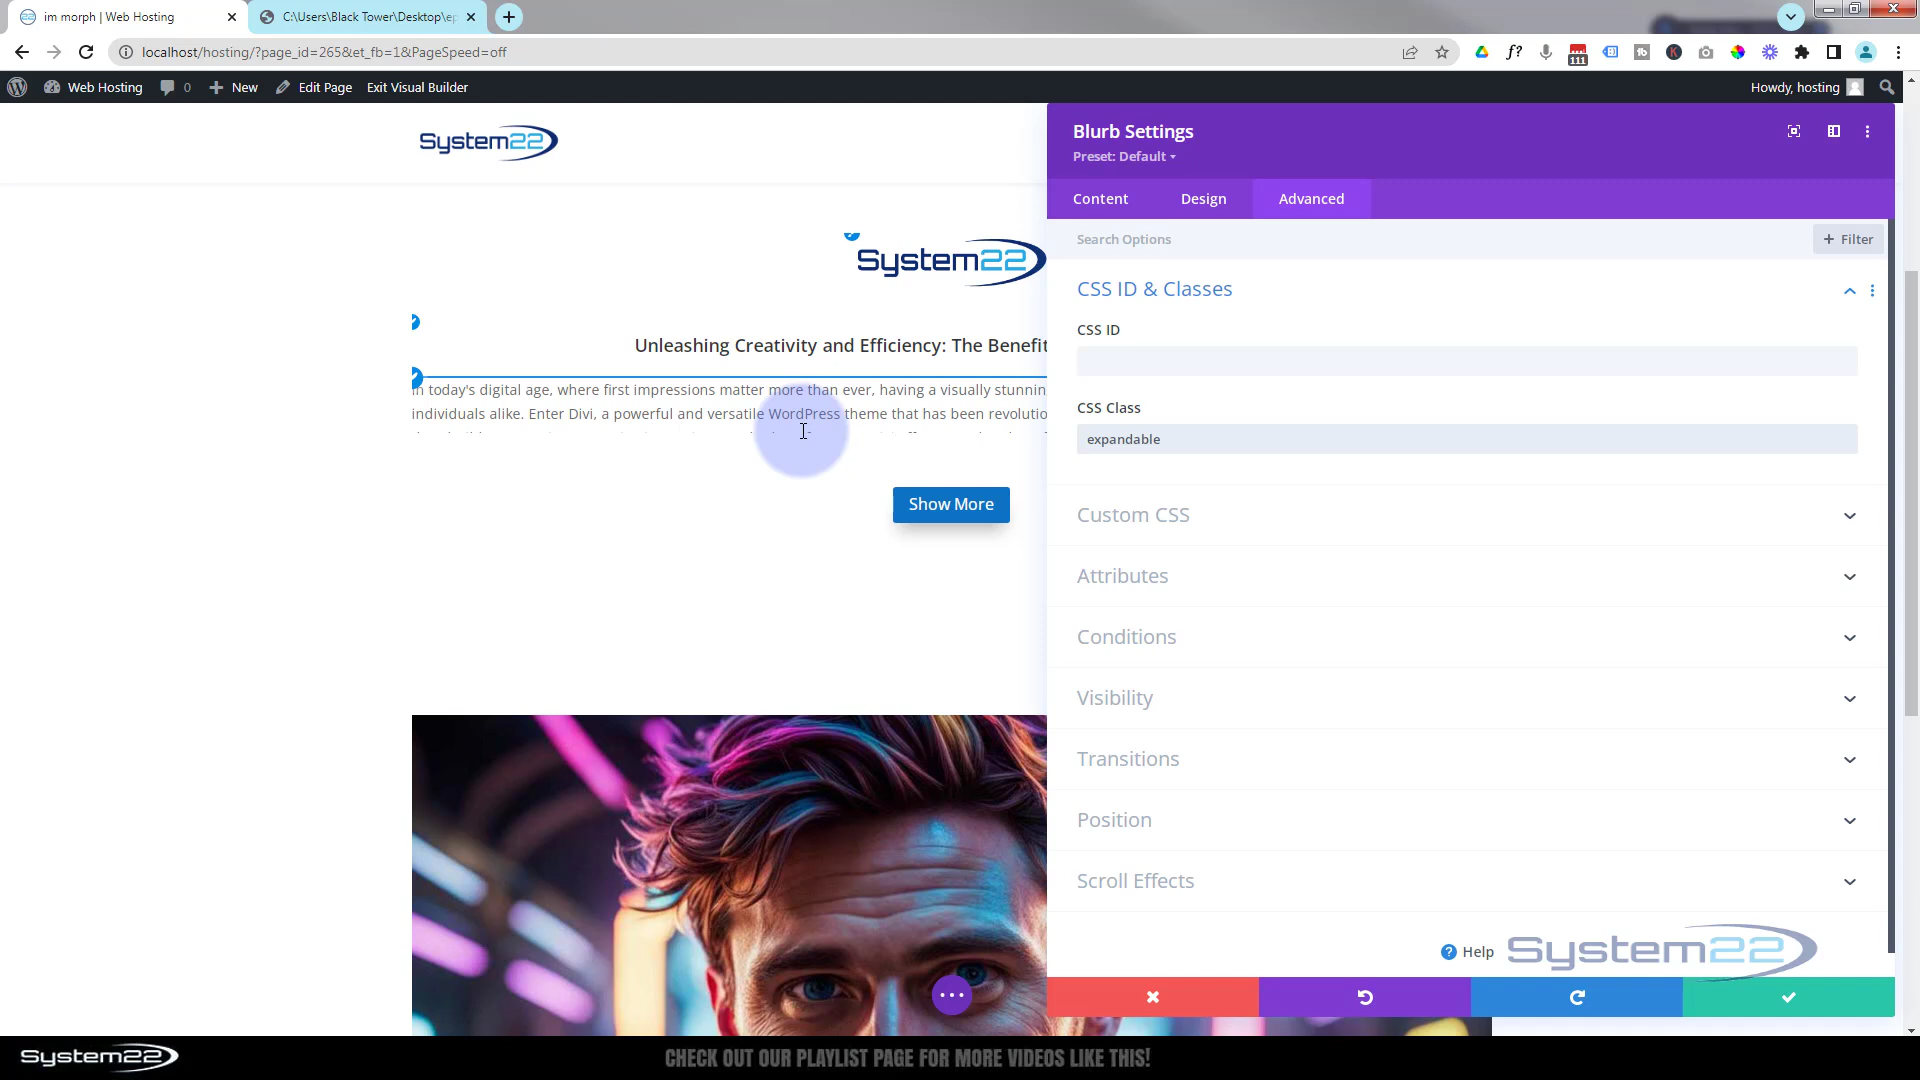 im morph | Web Hosting
C:\Users\Black Tower\Desktop\ep
localhost/hosting/?page_id=265&et_fb=1&PageSpeed=off
f?
111
K
Web Hosting
0
New
Edit Page
Exit Visual Builder
Howdy, hosting
System22
System22
Unleashing Creativity and Efficiency: The Benefit
In today's digital age, where first impressions matter more than ever, having a visually stunning
individuals alike. Enter Divi, a powerful and versatile WordPress theme that has been revolutio
Show More
Blurb Settings
Preset: Default
Content
Design
Advanced
Search Options
+ Filter
CSS ID & Classes
CSS ID
CSS Class
expandable
Custom CSS
Attributes
Conditions
Visibility
Transitions
Position
Scroll Effects
? Help
System22
System22
CHECK OUT OUR PLAYLIST PAGE FOR MORE VIDEOS LIKE THIS!